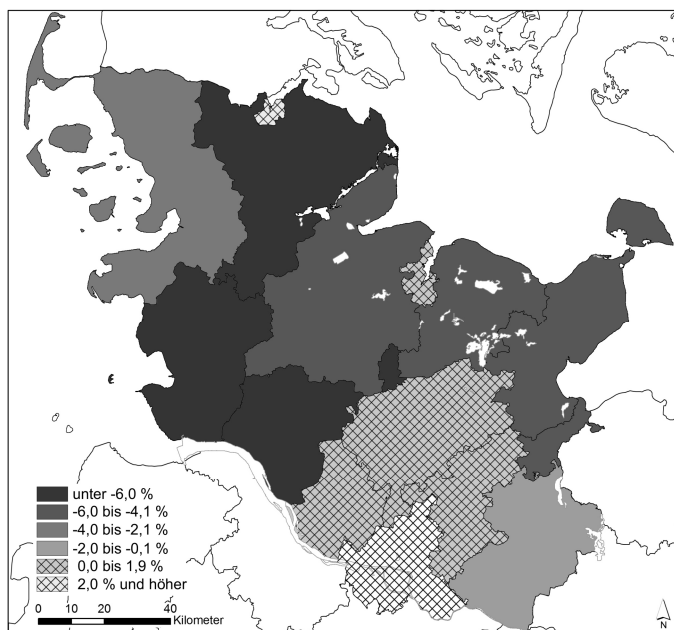 unter -6,0 %
-6,0 bis -4,1 %
-4,0 bis -2,1 %
-2,0 bis -0,1 %
0,0 bis 1,9 %
2,0 % und höher
0 10 20 40
Kilometer
N